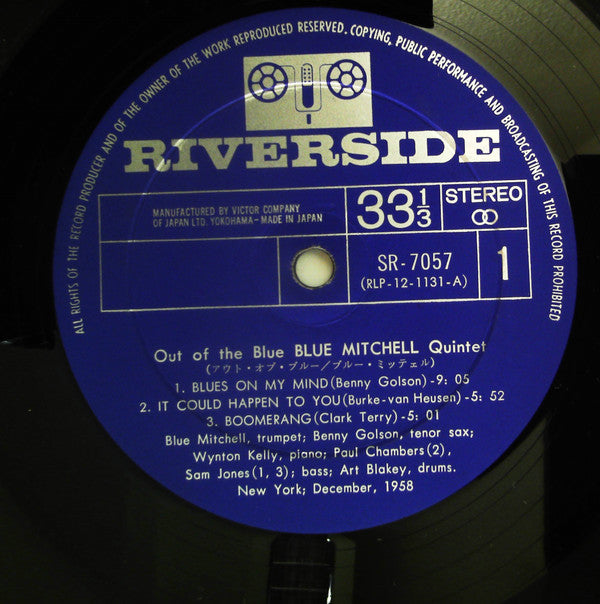 ALL RIGHTS OF THE RECORD PRODUCER AND OF THE OWNER OF THE WORK REPRODUCED RESERVED. COPYING, PUBLIC PERFORMANCE AND BROADCASTING OF THIS RECORD PROHIBITED
RIVERSIDE
MANUFACTURED BY VICTOR COMPANY
OF JAPAN LTD. YOKOHAMA-MADE IN JAPAN
33 1/3
STEREO
SR-7057
(RLP-12-1131-A)
1
Out of the Blue BLUE MITCHELL Quintet
(アウト・オブ・ブルー/ブルー・ミッチェル)
1. BLUES ON MY MIND(Benny Golson)-9: 05
2. IT COULD HAPPEN TO YOU(Burke-van Heusen)-5: 52
3. BOOMERANG(Clark Terry)-5: 01
Blue Mitchell, trumpet; Benny Golson, tenor sax;
Wynton Kelly, piano; Paul Chambers(2),
Sam Jones(1, 3); bass; Art Blakey, drums.
New York; December, 1958